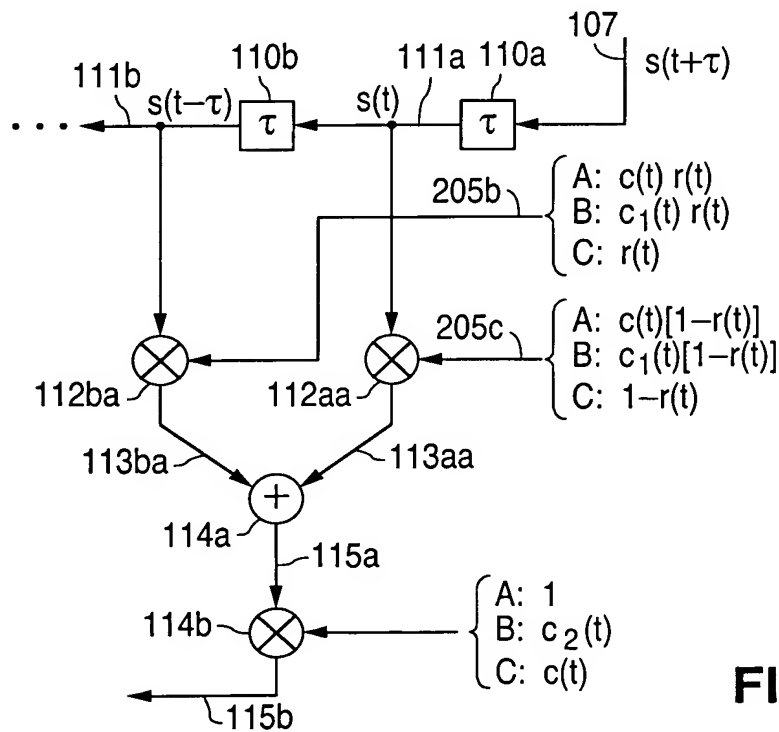 107
110b
110a
111b
111a
s(t+τ)
s(t−τ)
s(t)
τ
τ
• • •
205b
A: c(t) r(t)
B: c₁(t) r(t)
C: r(t)
205c
A: c(t)[1−r(t)]
B: c₁(t)[1−r(t)]
C: 1−r(t)
112ba
112aa
113ba
113aa
+
114a
115a
114b
A: 1
B: c₂(t)
C: c(t)
115b
FI